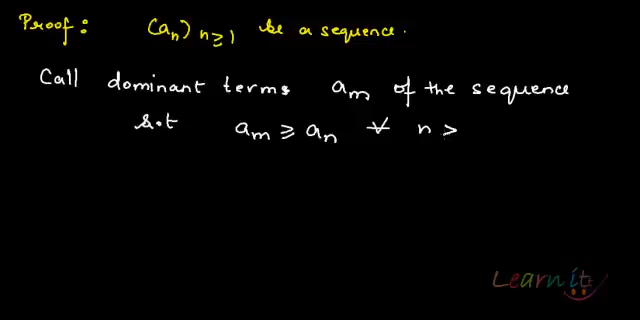 Proof: (aₙ)ₙ≥₁ be a sequence.
Call dominant terms aₘ of the sequence
s.t aₘ ≥ aₙ ∀ n >
Learnit